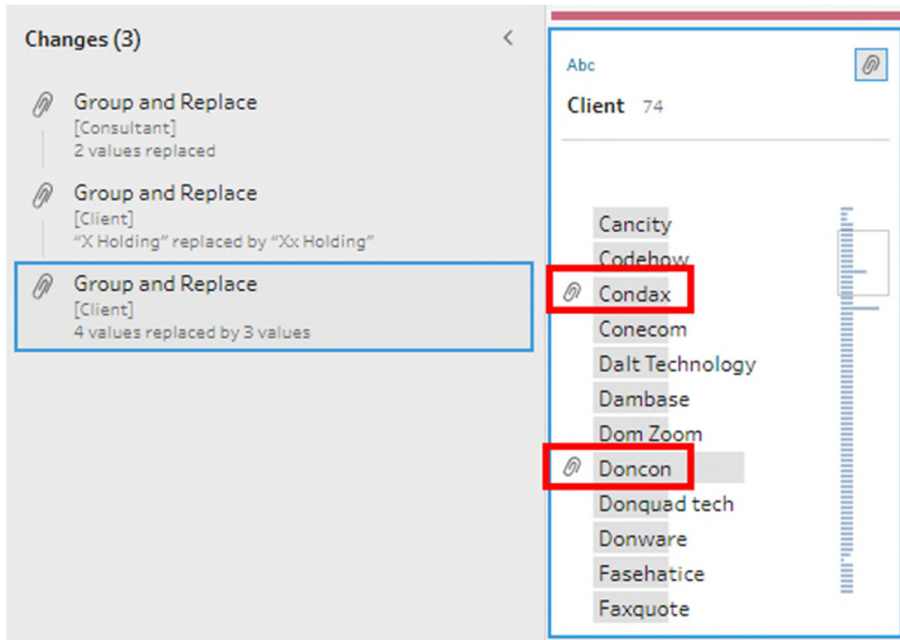 Changes (3)
Group and Replace
[Consultant]
2 values replaced
Group and Replace
[Client]
"X Holding" replaced by "Xx Holding"
Group and Replace
[Client]
4 values replaced by 3 values
Abc
Client 74
Cancity
Codehow
Condax
Conecom
Dalt Technology
Dambase
Dom Zoom
Doncon
Donquad tech
Donware
Fasehatice
Faxquote